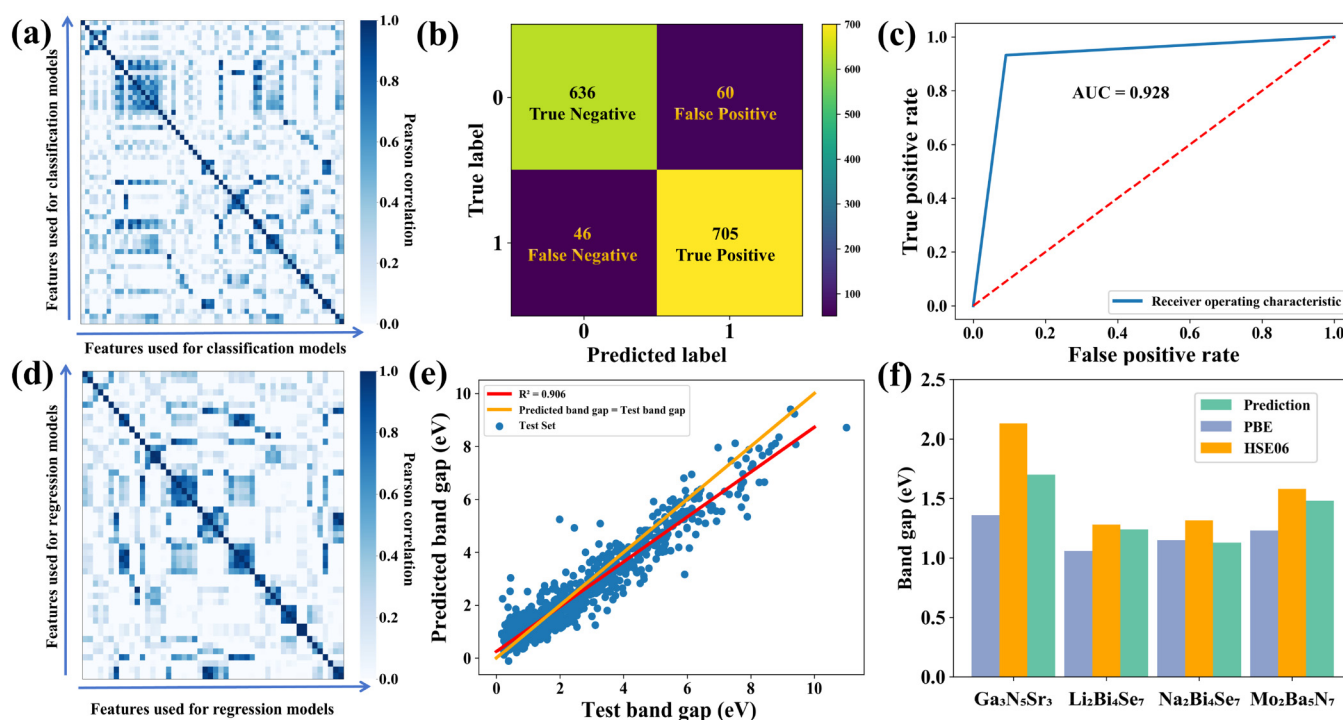 (a)
Features used for classification models
Features used for classification models
1.0
0.8
0.6
0.4
0.2
0.0
Pearson correlation
(b)
True label
0
1
636
True Negative
60
False Positive
46
False Negative
705
True Positive
0
1
Predicted label
700
600
500
400
300
200
100
(c)
True positive rate
1.0
0.8
0.6
0.4
0.2
0.0
AUC = 0.928
Receiver operating characteristic
0.0
0.2
0.4
0.6
0.8
1.0
False positive rate
(d)
Features used for regression models
Features used for regression models
1.0
0.8
0.6
0.4
0.2
0.0
Pearson correlation
(e)
Predicted band gap (eV)
10
8
6
4
2
0
R² = 0.906
Predicted band gap = Test band gap
Test Set
0
2
4
6
8
10
Test band gap (eV)
(f)
Band gap (eV)
2.5
2.0
1.5
1.0
0.5
0.0
Prediction
PBE
HSE06
Ga₃N₅Sr₃
Li₂Bi₄Se₇
Na₂Bi₄Se₇
Mo₂Ba₅N₇